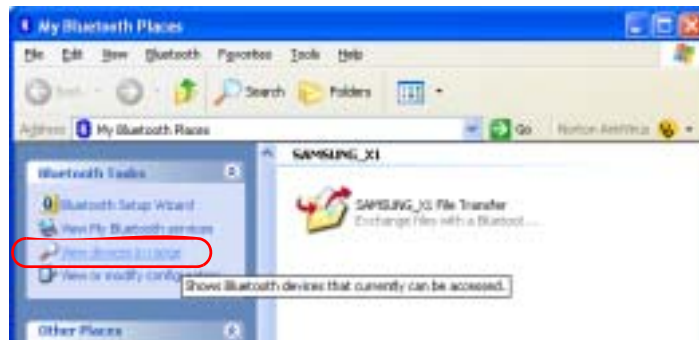 My Bluetooth Places
File Edit View Bluetooth Favorites Tools Help
Back Search Folders
Address My Bluetooth Places Go Norton AntiVirus
SAMSUNG_X1
Bluetooth Tasks
Bluetooth Setup Wizard
View My Bluetooth services
View devices in range
View or modify configuration
SAMSUNG_X1 File Transfer
Exchange files with a Bluetoot...
Shows Bluetooth devices that currently can be accessed.
Other Places